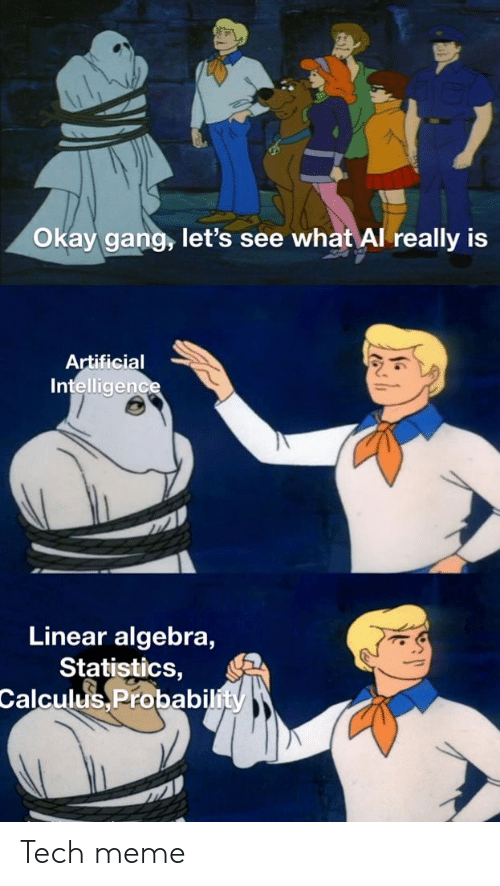 Okay gang, let's see what AI really is
Artificial
Intelligence
Linear algebra,
Statistics,
Calculus,Probability
Tech meme